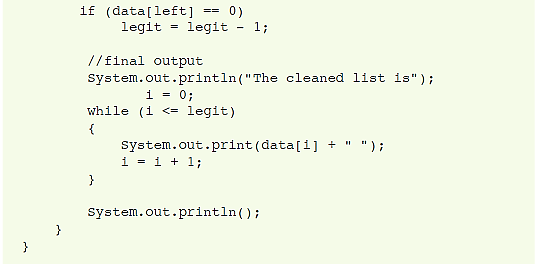 if (data[left] == 0)
legit = legit - 1;
//final output
System.out.println("The cleaned list is");
i = 0;
while (i <= legit)
{
System.out.print(data[i] + " ");
i = i + 1;
}
System.out.println();
}
}